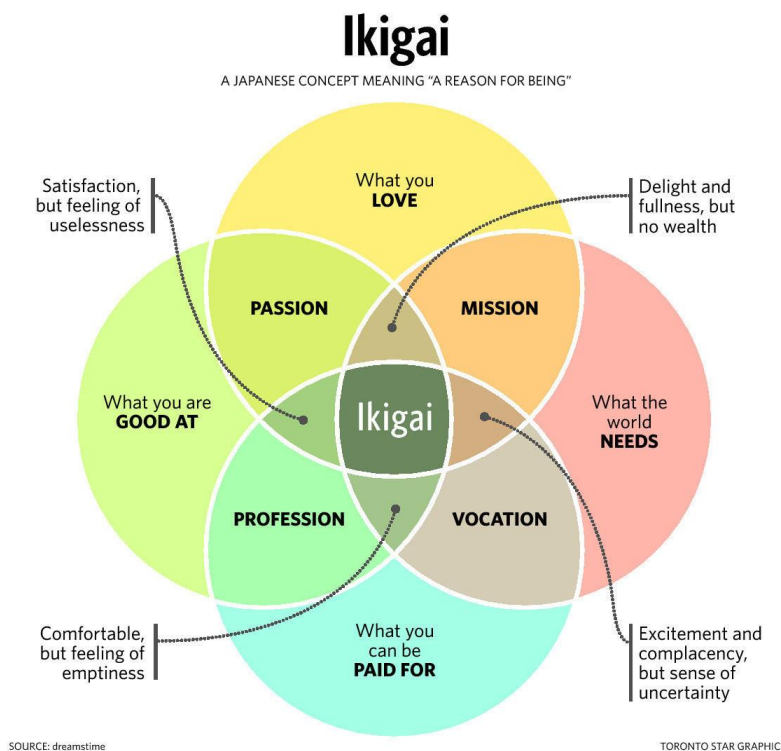 Ikigai
A JAPANESE CONCEPT MEANING “A REASON FOR BEING”
Satisfaction,
but feeling of
uselessness
What you
LOVE
Delight and
fullness, but
no wealth
PASSION
MISSION
What you are
GOOD AT
Ikigai
What the
world
NEEDS
PROFESSION
VOCATION
Comfortable,
but feeling of
emptiness
What you
can be
PAID FOR
Excitement and
complacency,
but sense of
uncertainty
SOURCE: dreamstime
TORONTO STAR GRAPHIC